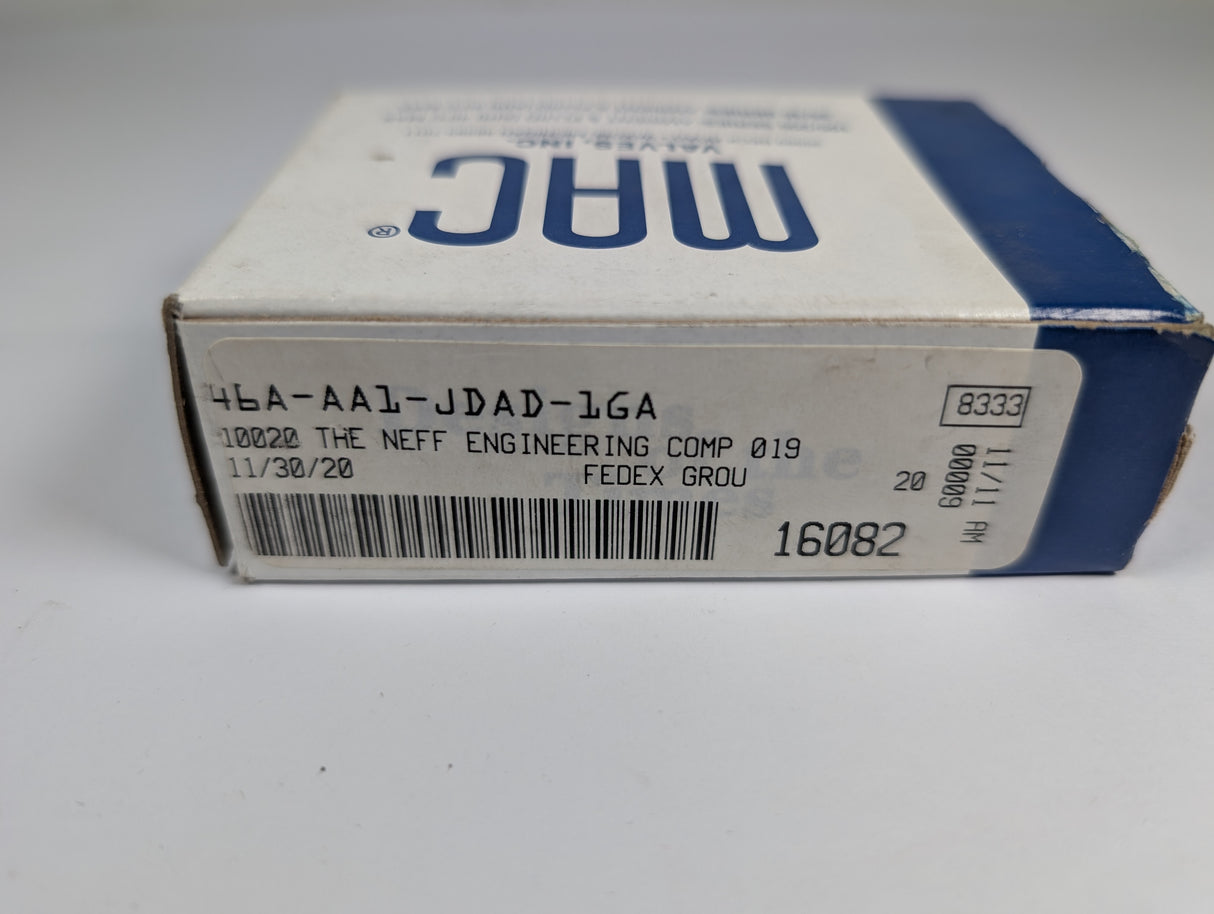 MAC
®
VALVES, INC.
46A-AA1-JDAD-1GA
8333
10020 THE NEFF ENGINEERING COMP 019
11/30/20 FEDEX GROU
20
00009
11/11 AM
16082